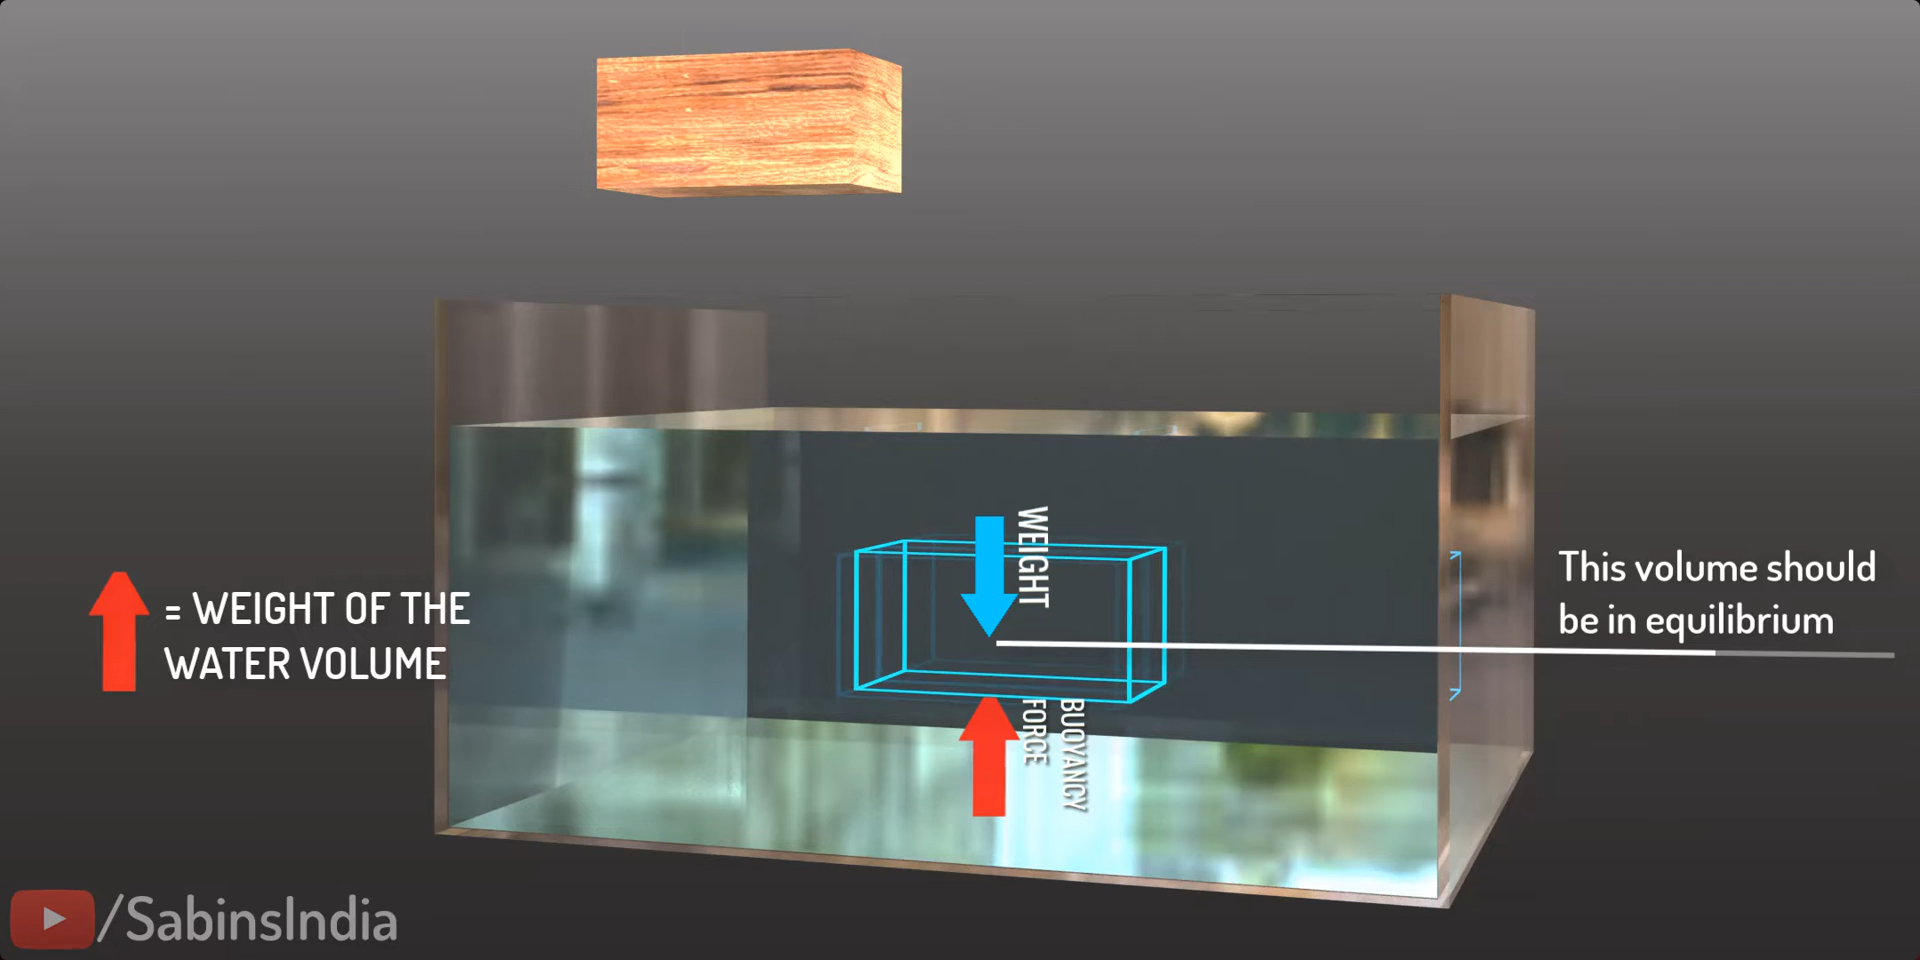 WEIGHT
= WEIGHT OF THE
WATER VOLUME
This volume should
be in equilibrium
BUOYANCY
FORCE
/SabinsIndia